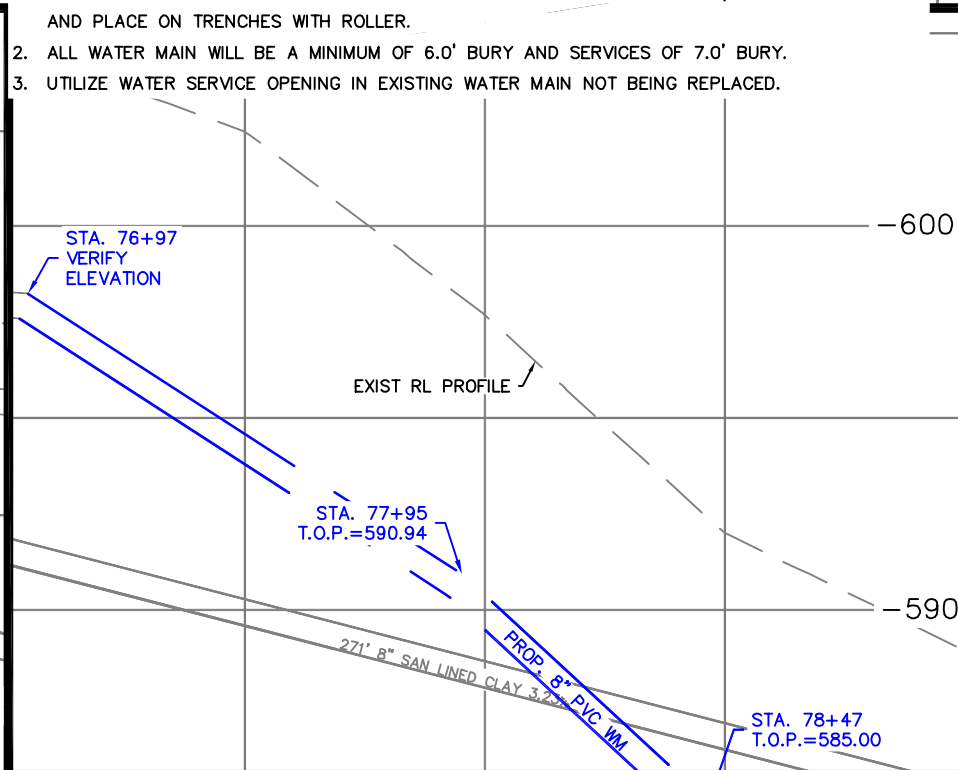 AND PLACE ON TRENCHES WITH ROLLER.
2. ALL WATER MAIN WILL BE A MINIMUM OF 6.0' BURY AND SERVICES OF 7.0' BURY.
3. UTILIZE WATER SERVICE OPENING IN EXISTING WATER MAIN NOT BEING REPLACED.
-600
STA. 76+97
VERIFY
ELEVATION
EXIST RL PROFILE
STA. 77+95
T.O.P.=590.94
-590
271' 8" SAN LINED CLAY
PROP. 8" PVC WM
STA. 78+47
T.O.P.=585.00